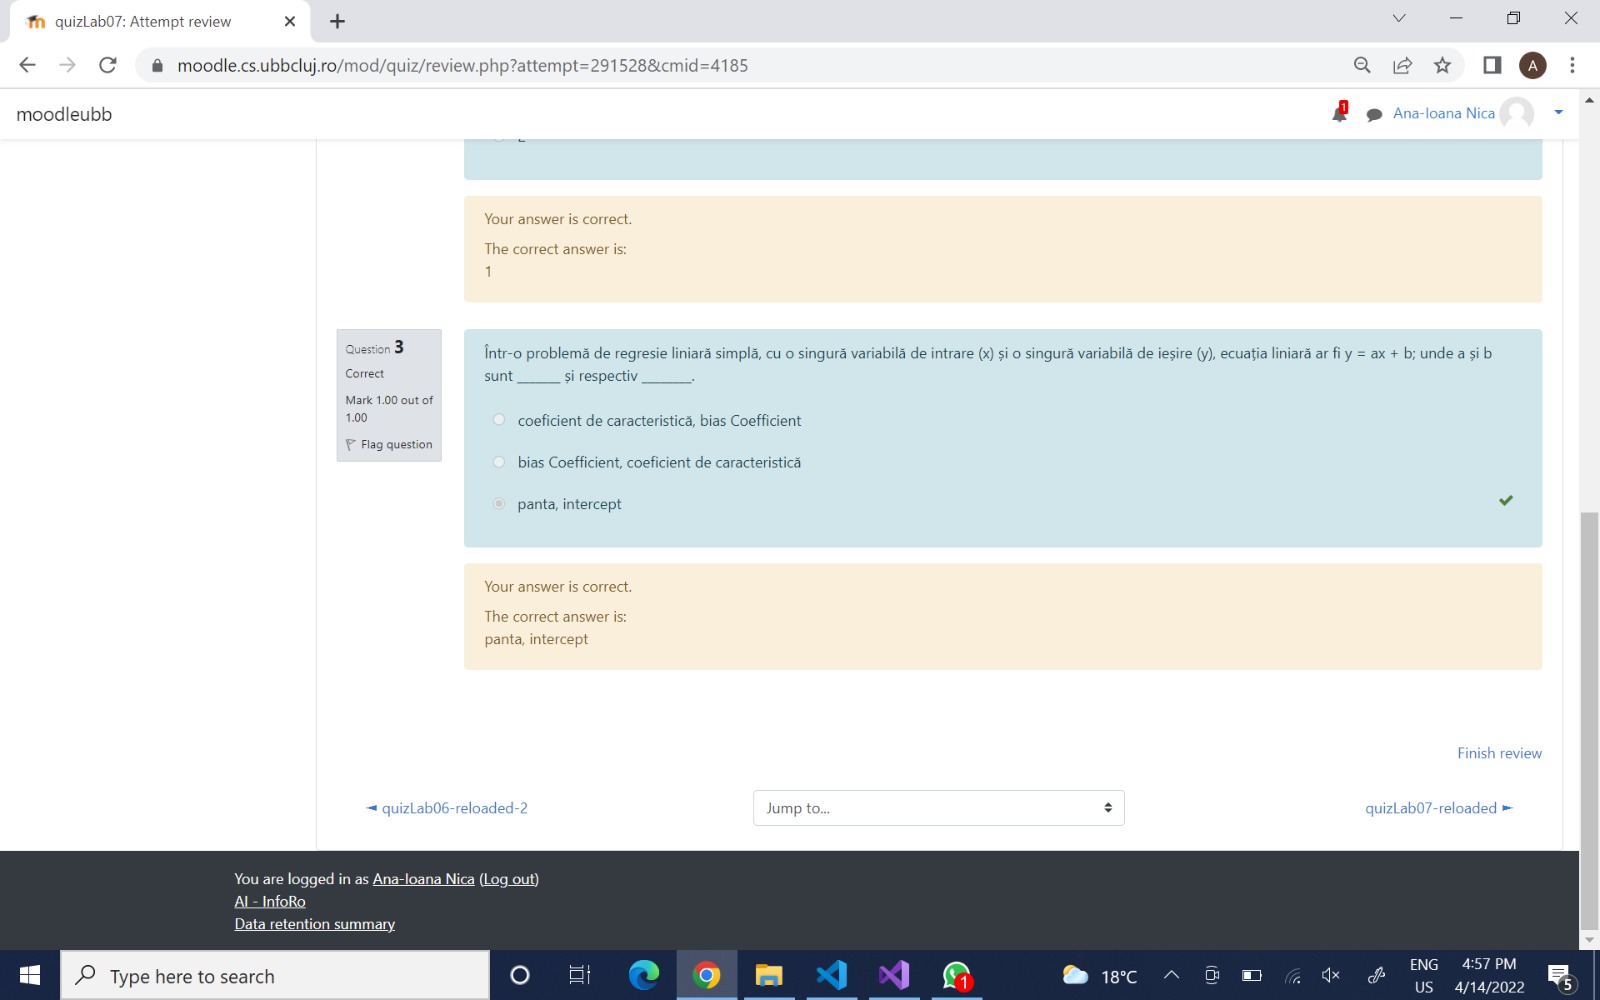 quizLab07: Attempt review
moodle.cs.ubbcluj.ro/mod/quiz/review.php?attempt=291528&cmid=4185
A
moodleubb
1
Ana-Ioana Nica
Your answer is correct.
The correct answer is:
1
Question 3
Correct
Mark 1.00 out of
1.00
Flag question
Într-o problemă de regresie liniară simplă, cu o singură variabilă de intrare (x) și o singură variabilă de ieșire (y), ecuația liniară ar fi y = ax + b; unde a și b
sunt _______ și respectiv ________.
coeficient de caracteristică, bias Coefficient
bias Coefficient, coeficient de caracteristică
panta, intercept
Your answer is correct.
The correct answer is:
panta, intercept
Finish review
◄ quizLab06-reloaded-2
Jump to...
quizLab07-reloaded ►
You are logged in as Ana-Ioana Nica (Log out)
AI - InfoRo
Data retention summary
Type here to search
1
18°C
ENG
US
4:57 PM
4/14/2022
5